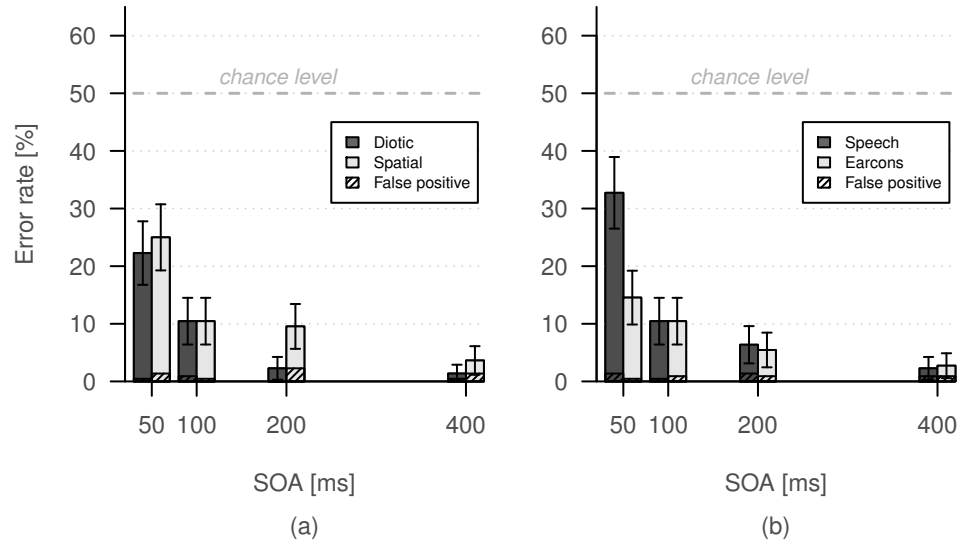 Error rate [%]
60
50
40
30
20
10
0
chance level
Diotic
Spatial
False positive
50 100 200 400
SOA [ms]
(a)
60
50
40
30
20
10
0
chance level
Speech
Earcons
False positive
50 100 200 400
SOA [ms]
(b)